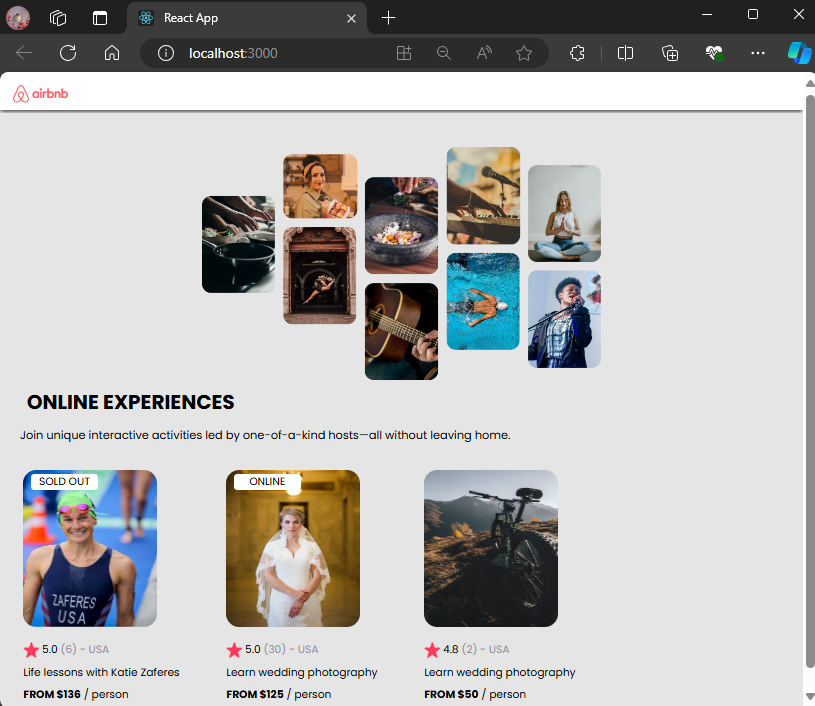 React App
localhost:3000
airbnb
ONLINE EXPERIENCES
Join unique interactive activities led by one-of-a-kind hosts—all without leaving home.
SOLD OUT
ONLINE
ZAFERES
USA
5.0 (6) - USA
5.0 (30) - USA
4.8 (2) - USA
Life lessons with Katie Zaferes
Learn wedding photography
Learn wedding photography
FROM $136 / person
FROM $125 / person
FROM $50 / person